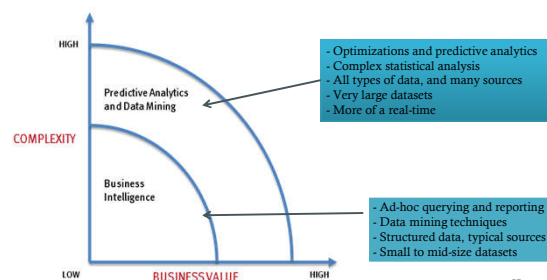 HIGH
Predictive Analytics
and Data Mining
- Optimizations and predictive analytics
- Complex statistical analysis
- All types of data, and many sources
- Very large datasets
- More of a real-time
COMPLEXITY
Business
Intelligence
- Ad-hoc querying and reporting
- Data mining techniques
- Structured data, typical sources
- Small to mid-size datasets
LOW
BUSINESS VALUE
HIGH